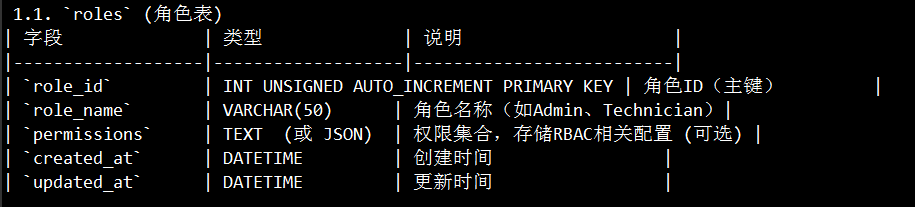 1.1. `roles` (角色表)
| 字段              | 类型             | 说明                      |
|-------------------|------------------|---------------------------|
| `role_id`         | INT UNSIGNED AUTO_INCREMENT PRIMARY KEY | 角色ID（主键）          |
| `role_name`       | VARCHAR(50)      | 角色名称（如Admin、Technician）|
| `permissions`     | TEXT  (或 JSON)  | 权限集合，存储RBAC相关配置 (可选) |
| `created_at`      | DATETIME         | 创建时间                  |
| `updated_at`      | DATETIME         | 更新时间                  |